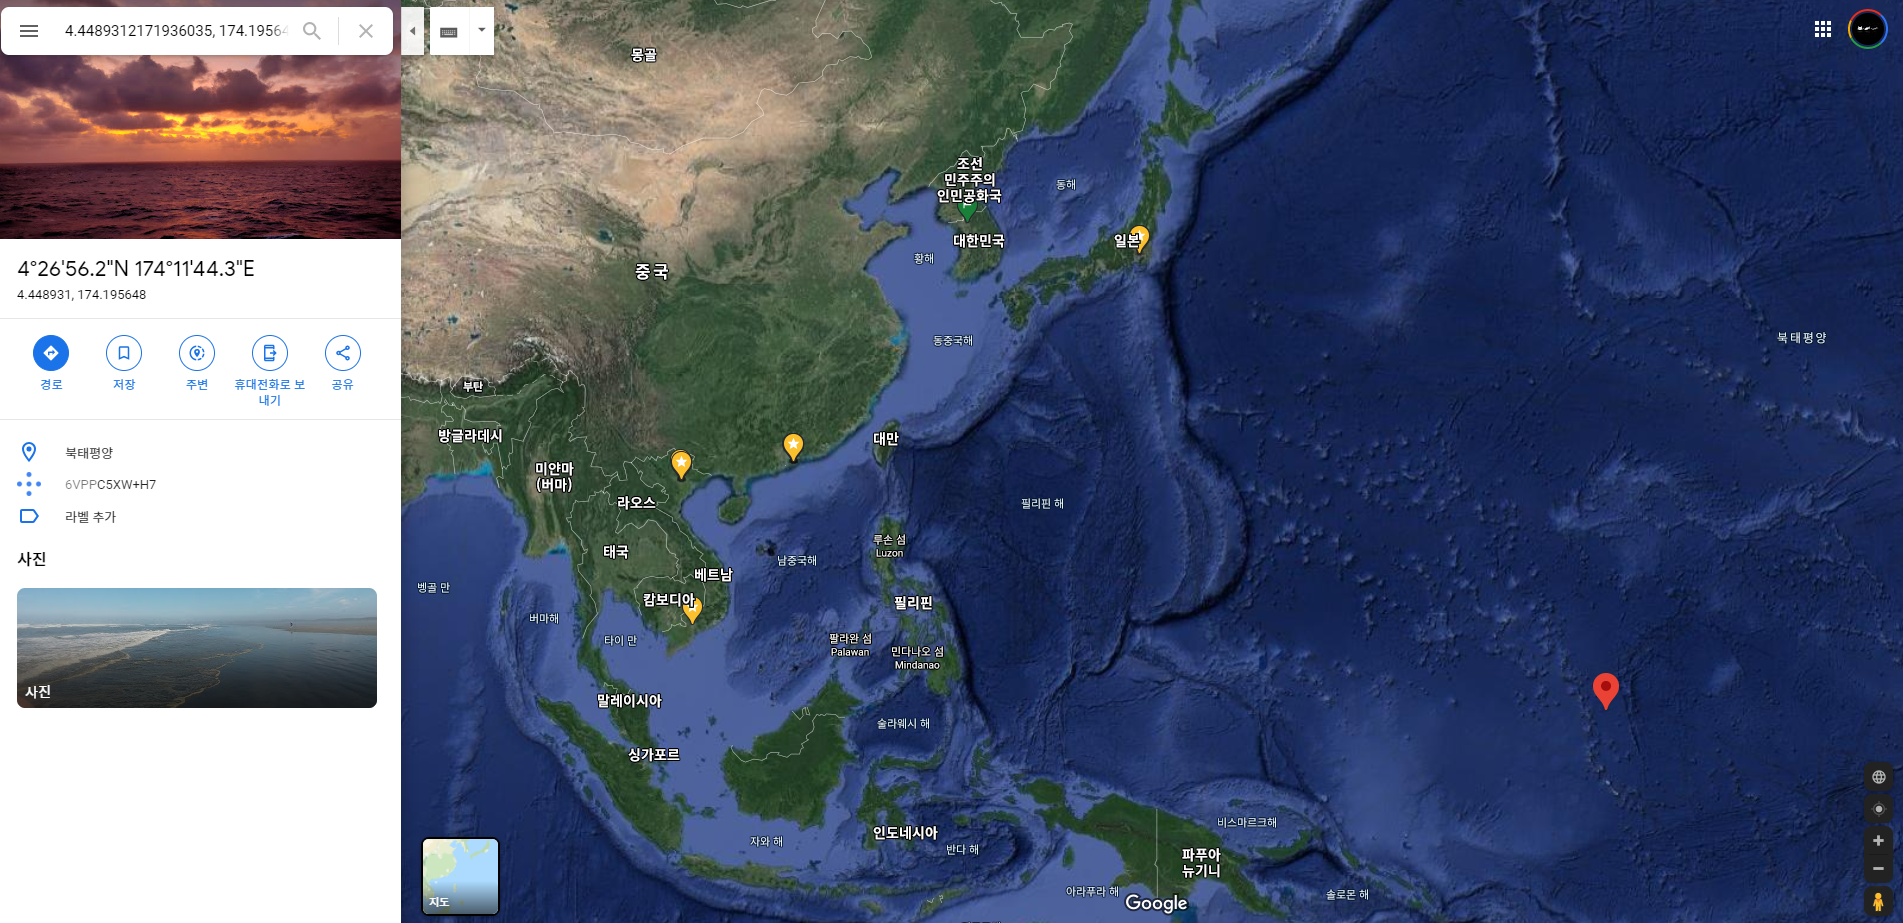 4.4489312171936035, 174.19564
4°26'56.2"N 174°11'44.3"E
4.448931, 174.195648
경로
저장
주변
휴대전화로 보
내기
공유
북태평양
6VPPC5XW+H7
라벨 추가
사진
사진
몽골
조선
민주주의
인민공화국
동해
대한민국
일본
황해
중국
동중국해
북태평양
부탄
방글라데시
대만
미얀마
(버마)
라오스
필리핀 해
루손 섬
Luzon
태국
남중국해
베트남
벵골 만
캄보디아
필리핀
버마해
타이 만
팔라완 섬
Palawan
민다나오 섬
Mindanao
말레이시아
술라웨시 해
싱가포르
비스마르크해
인도네시아
자와 해
반다 해
파푸아
뉴기니
아라푸라 해
솔로몬 해
지도
Google